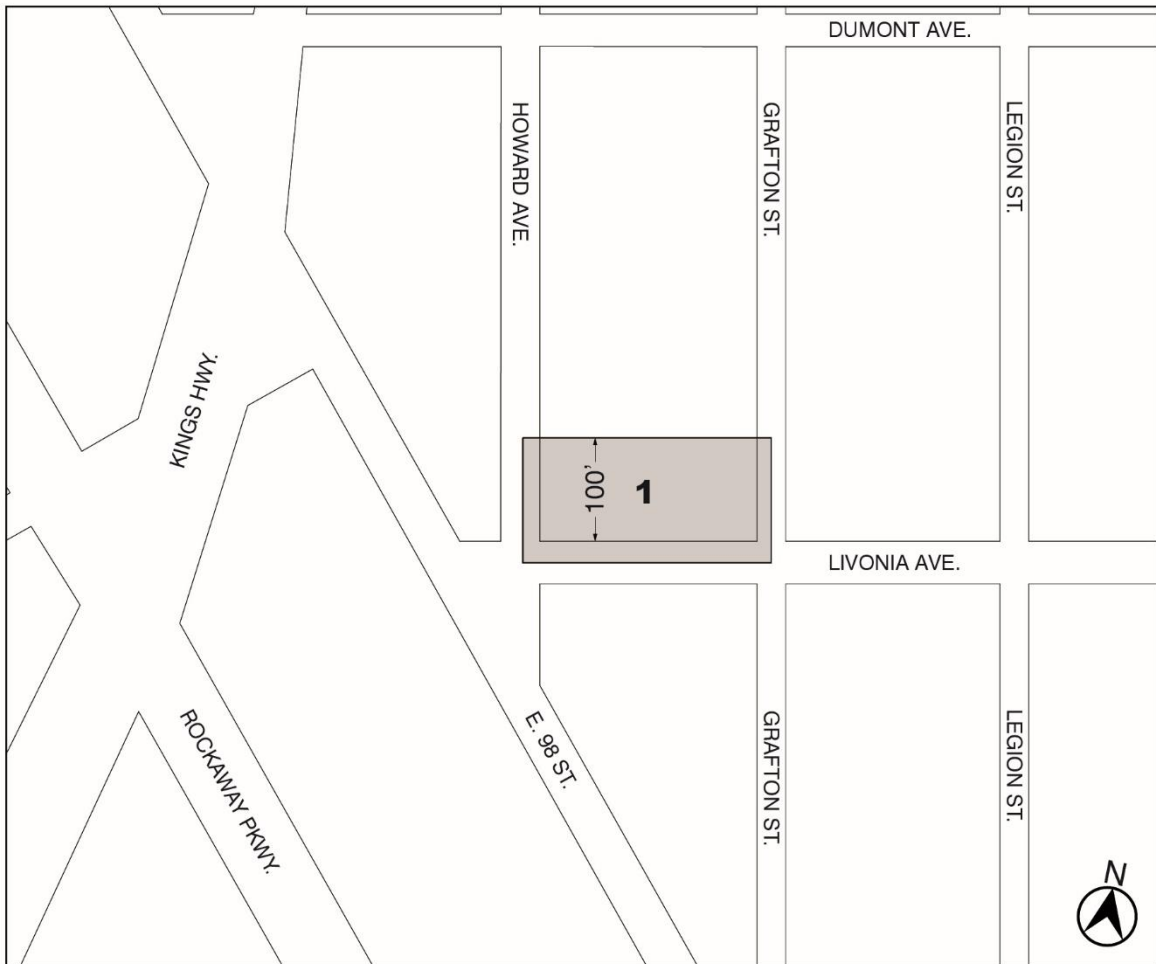 DUMONT AVE.
HOWARD AVE.
GRAFTON ST.
LEGION ST.
KINGS HWY.
100'
1
LIVONIA AVE.
ROCKAWAY PKWY.
E. 98 ST.
GRAFTON ST.
LEGION ST.
N